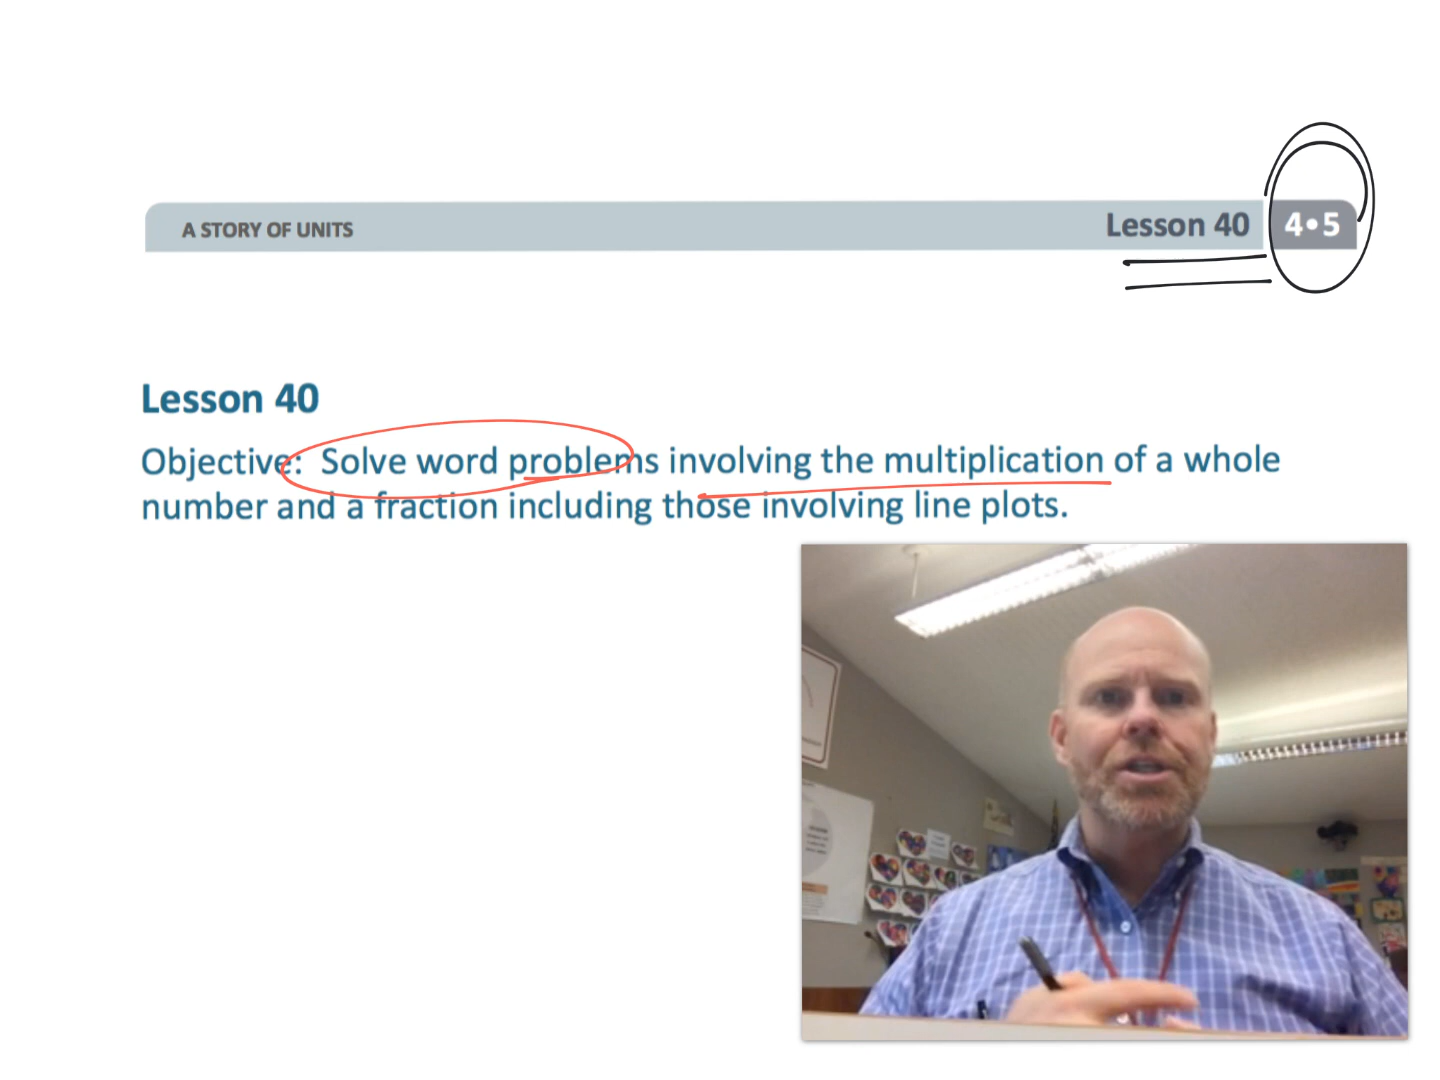 A STORY OF UNITS
Lesson 40
4•5
Lesson 40
Objective: Solve word problems involving the multiplication of a whole
number and a fraction including those involving line plots.